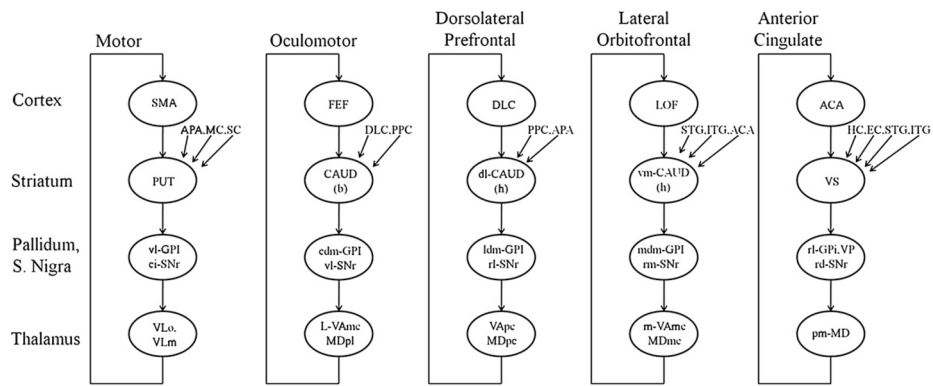 Motor
Oculomotor
Dorsolateral
Prefrontal
Lateral
Orbitofrontal
Anterior
Cingulate
Cortex
SMA
FEF
DLC
LOF
ACA
APA,MC,SC
DLC,PPC
PPC,APA
STG,ITG,ACA
HC,EC,STG,ITG
Striatum
PUT
CAUD
(b)
dl-CAUD
(h)
vm-CAUD
(h)
VS
Pallidum,
S. Nigra
vl-GPI
ci-SNr
cdm-GPI
vl-SNr
ldm-GPI
rl-SNr
mdm-GPI
rm-SNr
rl-GPi,VP
rd-SNr
Thalamus
VLo,
VLm
L-VAmc
MDpl
VApc
MDpc
m-VAmc
MDmc
pm-MD